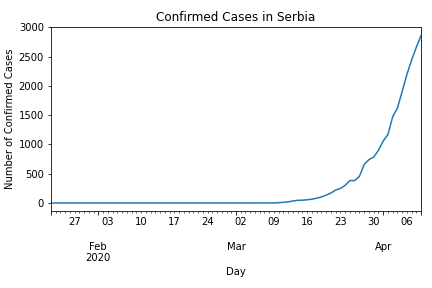 Confirmed Cases in Serbia
Number of Confirmed Cases
3000
2500
2000
1500
1000
500
0
27 03 10 17 24 02 09 16 23 30 06
Feb Mar Apr
2020
Day